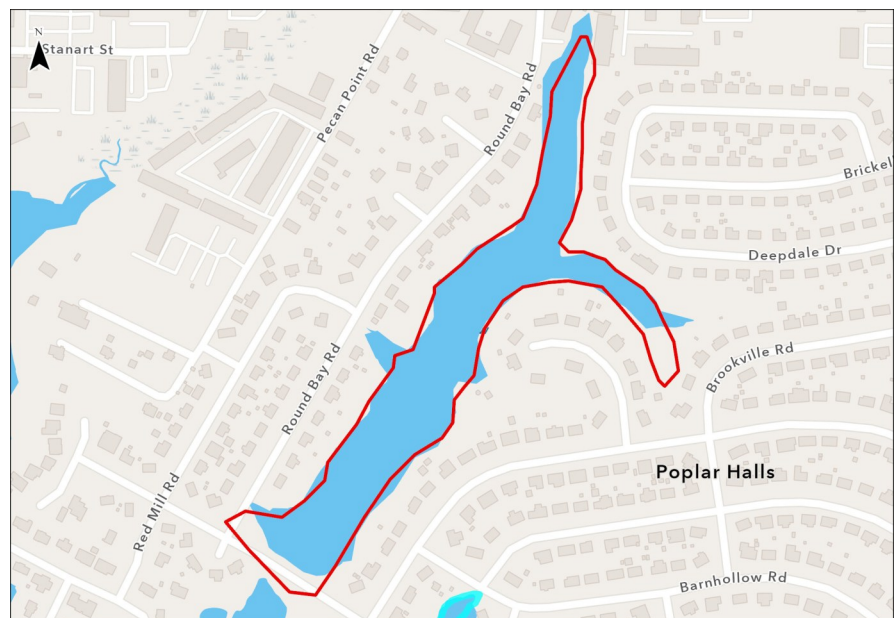 N
Stanart St
Pecan Point Rd
Round Bay Rd
Brickel
Deepdale Dr
Brookville Rd
Round Bay Rd
Poplar Halls
Red Mill Rd
Barnhollow Rd